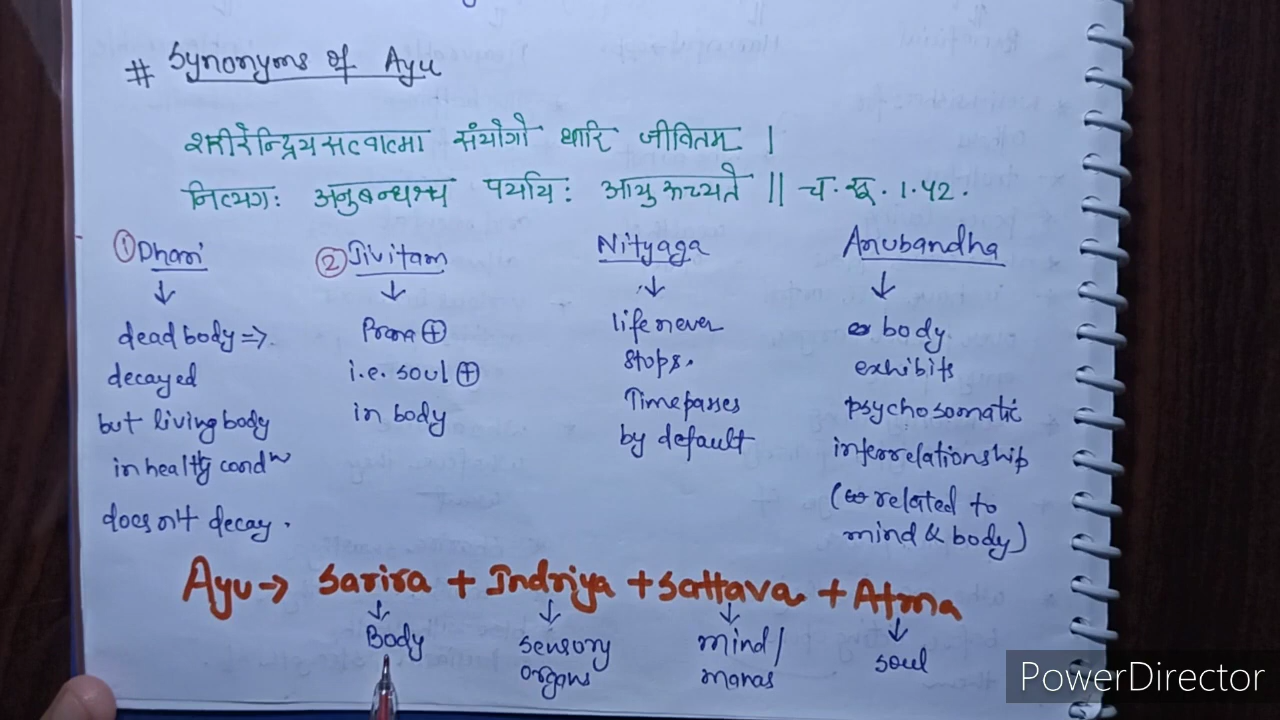 # Synonyms of Ayu
शरीरेन्द्रियसत्वात्मा संयोगो धारि जीवितम् |
नित्यगः अनुबन्धश्च पर्यायैः आयु रुच्यते || च. सू. 1.42.
① Dhari
dead body =>
decayed
but living body
in healty condn
doesn't decay.
② Jivitam
Prana ⊕
i.e. soul ⊕
in body
Nityaga
life never
stops.
Time passes
by default
Anubandha
body
exhibits
psychosomatic
interrelationship
(related to
mind & body)
Ayu → Sarira + Indriya + Sattava + Atma
Body
sensory
organs
mind/
manas
soul
PowerDirector